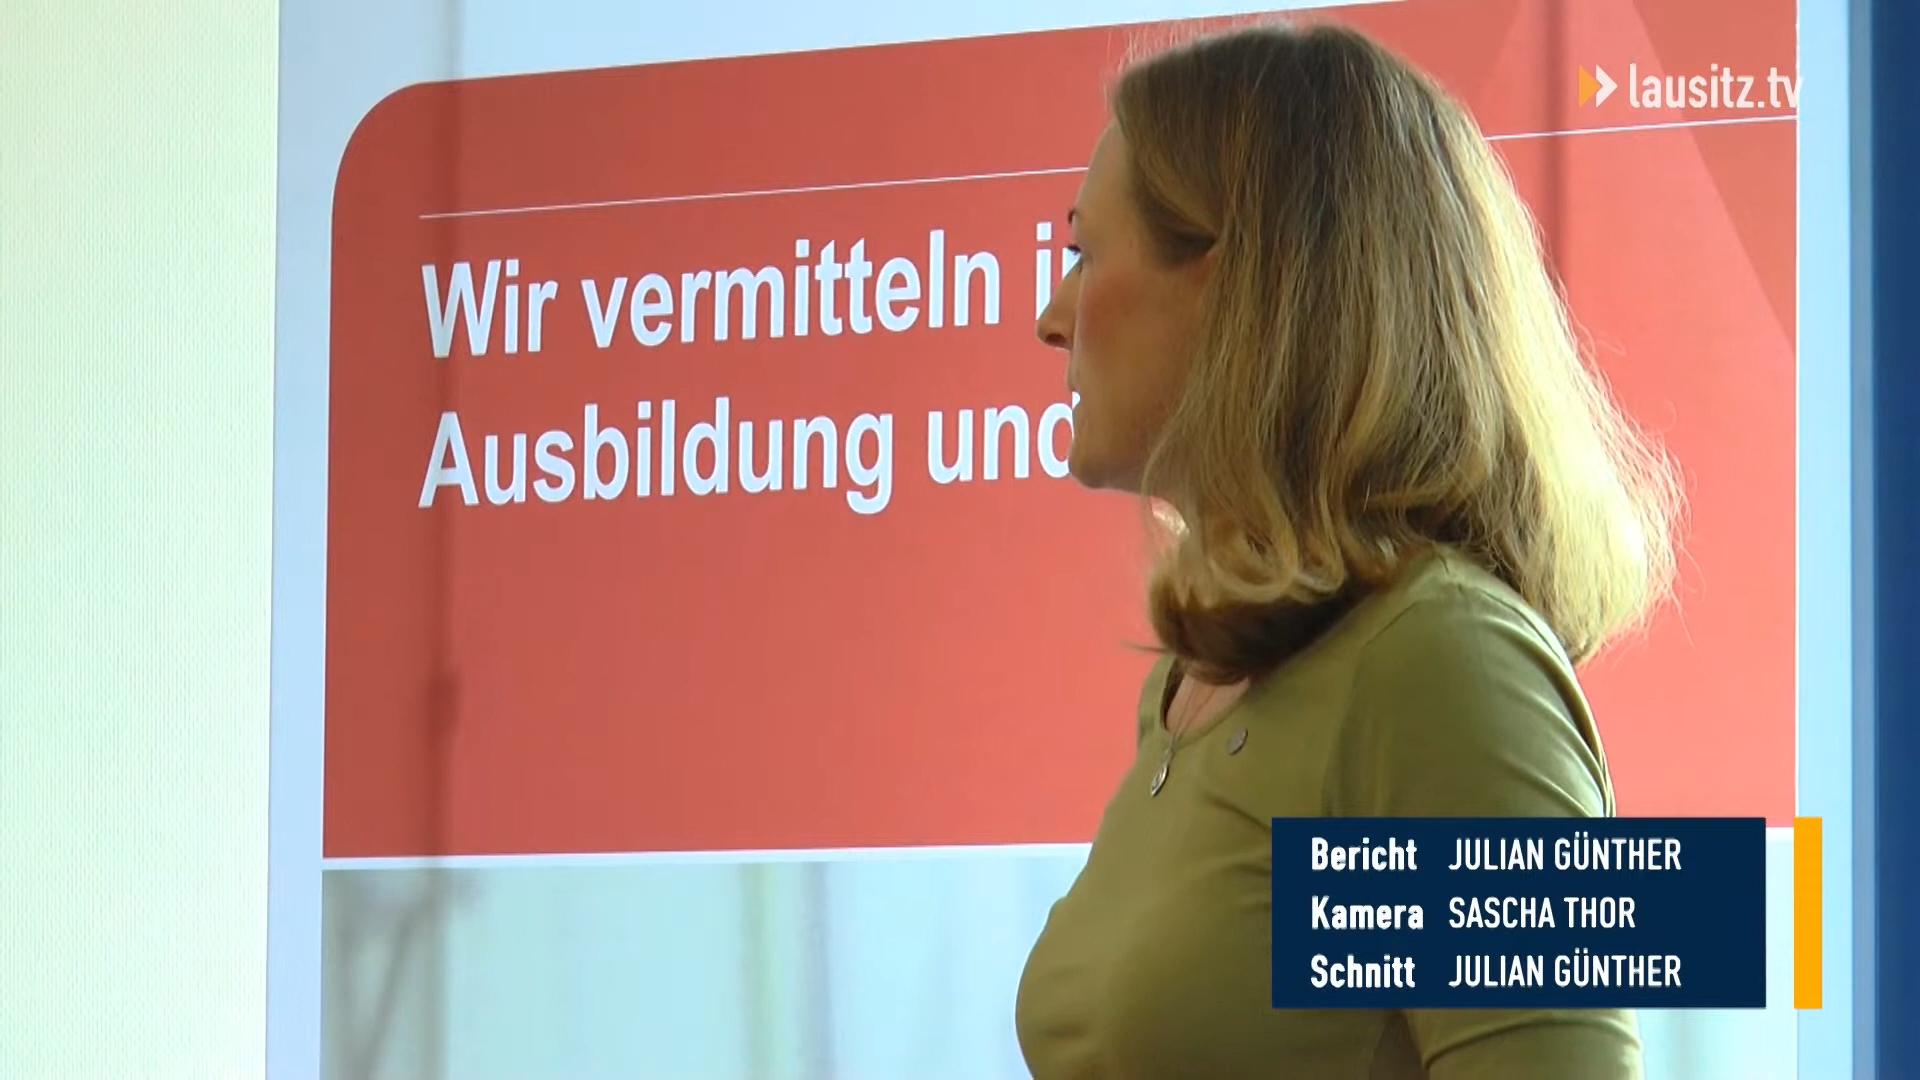 lausitz.tv
Wir vermitteln
Ausbildung und
Bericht JULIAN GÜNTHER
Kamera SASCHA THOR
Schnitt JULIAN GÜNTHER